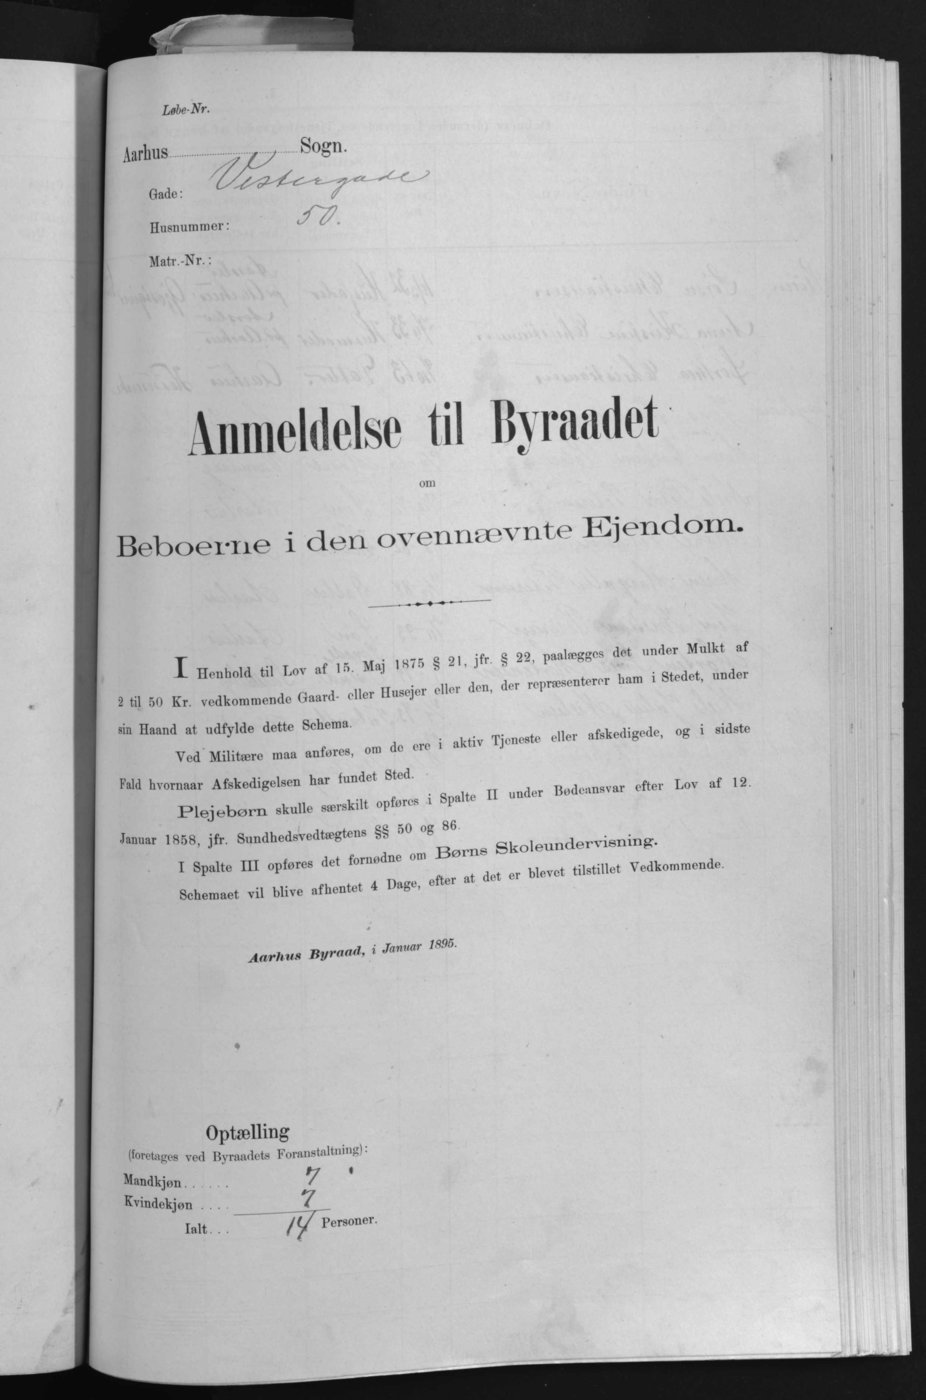 Løbe-Nr.
Aarhus Sogn.
Gade: Vestergade
Husnummer: 50.
Matr.-Nr.:
Anmeldelse til Byraadet
om
Beboerne i den ovennævnte Ejendom.
I Henhold til Lov af 15. Maj 1875 § 21, jfr. § 22, paalægges det under Mulkt af
2 til 50 Kr. vedkommende Gaard- eller Husejer eller den, der repræsenterer ham i Stedet, under
sin Haand at udfylde dette Schema.
Ved Militære maa anføres, om de ere i aktiv Tjeneste eller afskedigede, og i sidste
Fald hvornaar Afskedigelsen har fundet Sted.
Plejebørn skulle særskilt opføres i Spalte II under Bødeansvar efter Lov af 12.
Januar 1858, jfr. Sundhedsvedtægtens §§ 50 og 86.
I Spalte III opføres det fornødne om Børns Skoleundervisning.
Schemaet vil blive afhentet 4 Dage, efter at det er blevet tilstillet Vedkommende.
Aarhus Byraad, i Januar 1895.
Optælling
(foretages ved Byraadets Foranstaltning):
Mandkjøn...... 7
Kvindekjøn .... 7
Ialt... 14 Personer.